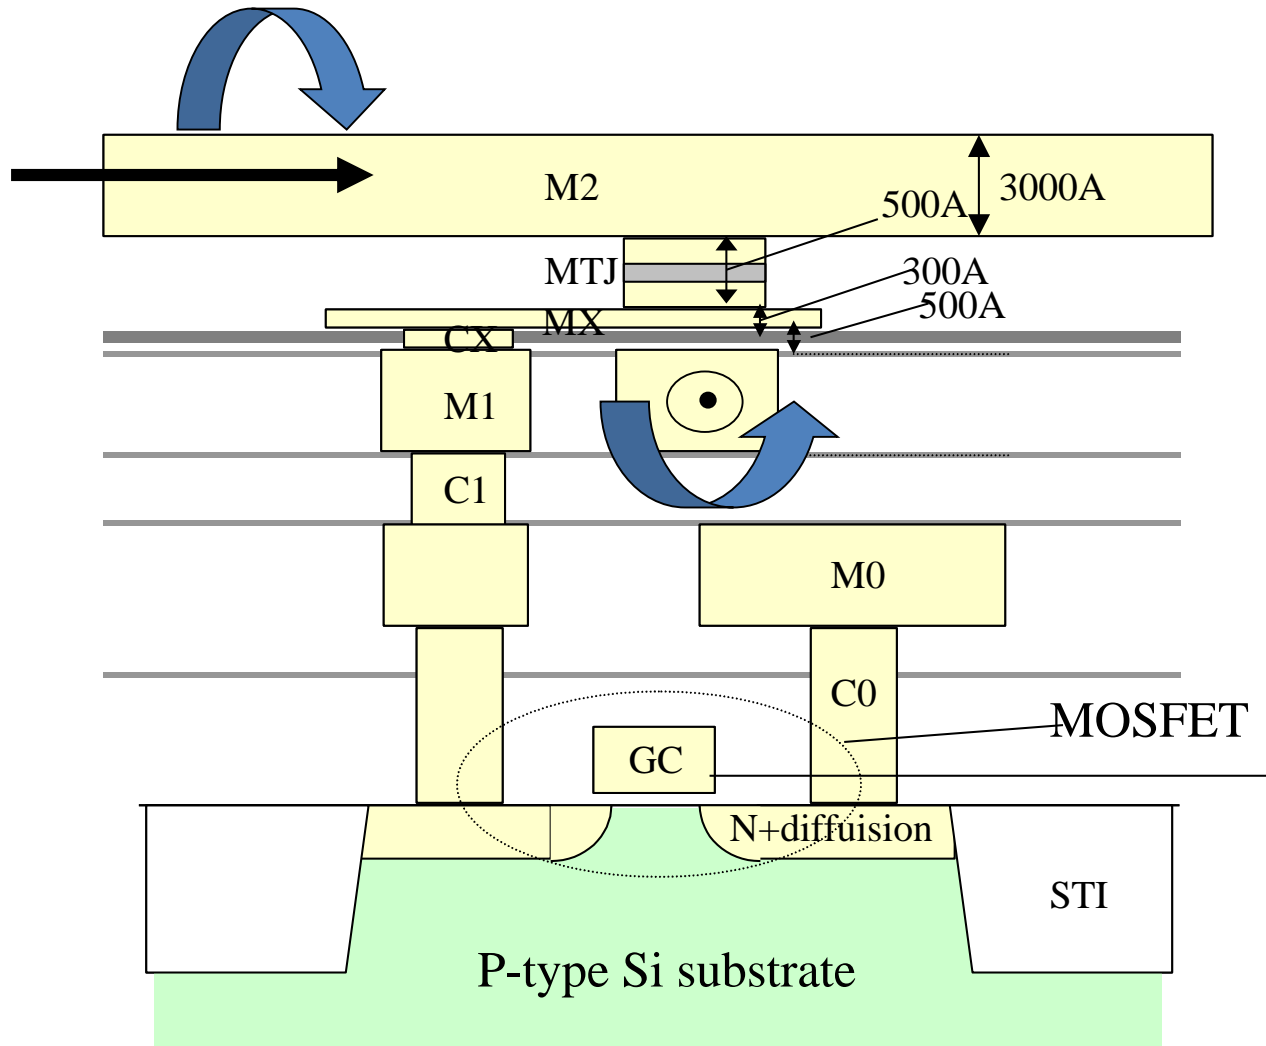 M2
3000A
500A
MTJ
300A
500A
MX
CX
M1
C1
M0
C0
MOSFET
GC
N+diffuision
STI
P-type Si substrate